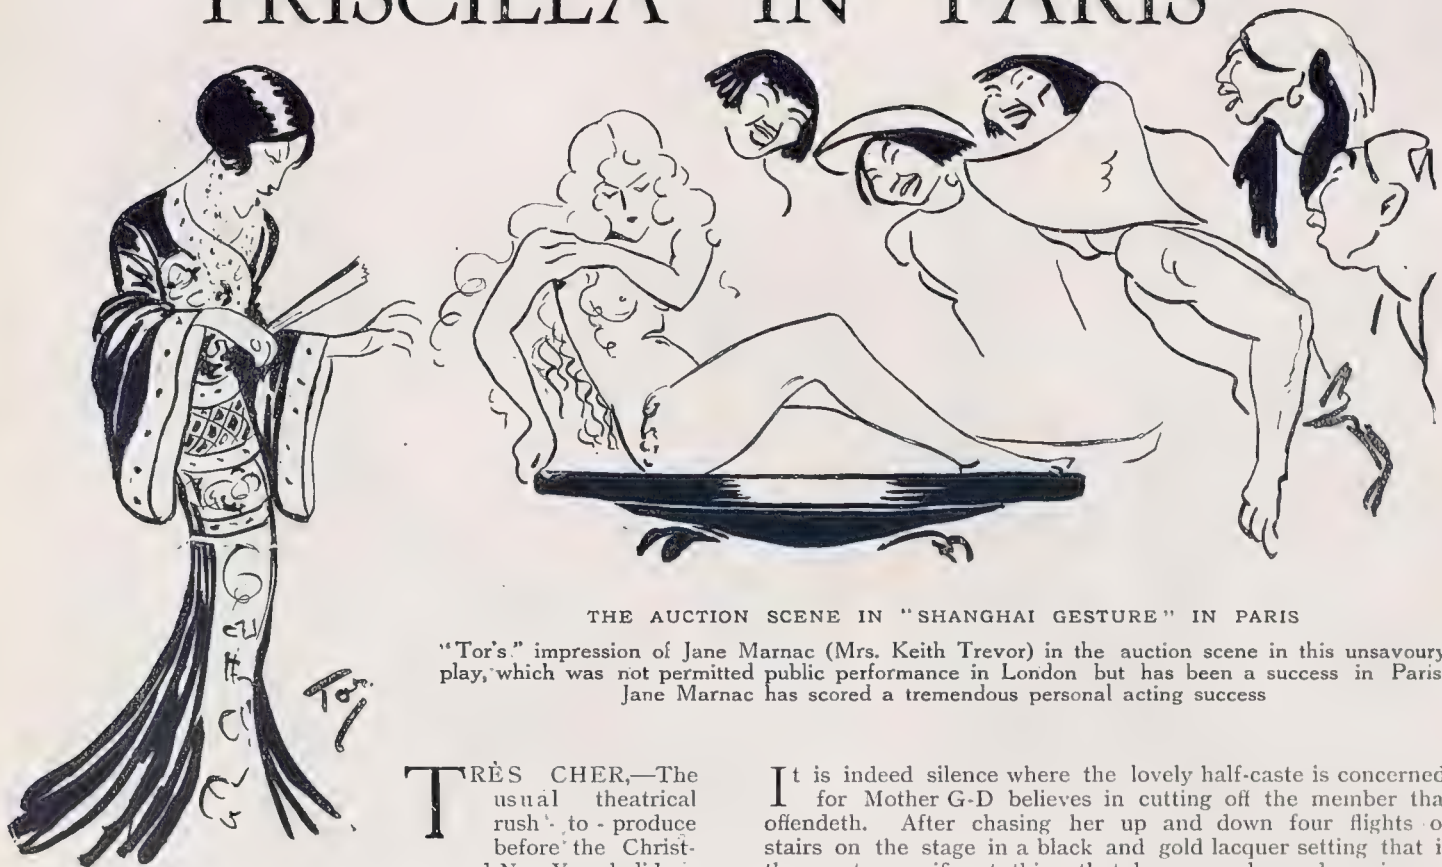 PRISCILLA IN PARIS
THE AUCTION SCENE IN "SHANGHAI GESTURE" IN PARIS
"Tor's" impression of Jane Marnac (Mrs. Keith Trevor) in the auction scene in this unsavoury
play, which was not permitted public performance in London but has been a success in Paris
Jane Marnac has scored a tremendous personal acting success
Tor.
TRÈS CHER,—The
usual theatrical
rush - to - produce
before the Christ-
It is indeed silence where the lovely half-caste is concerned
for Mother G-D believes in cutting off the member tha
offendeth. After chasing her up and down four flights o
stairs on the stage in a black and gold lacquer setting that i